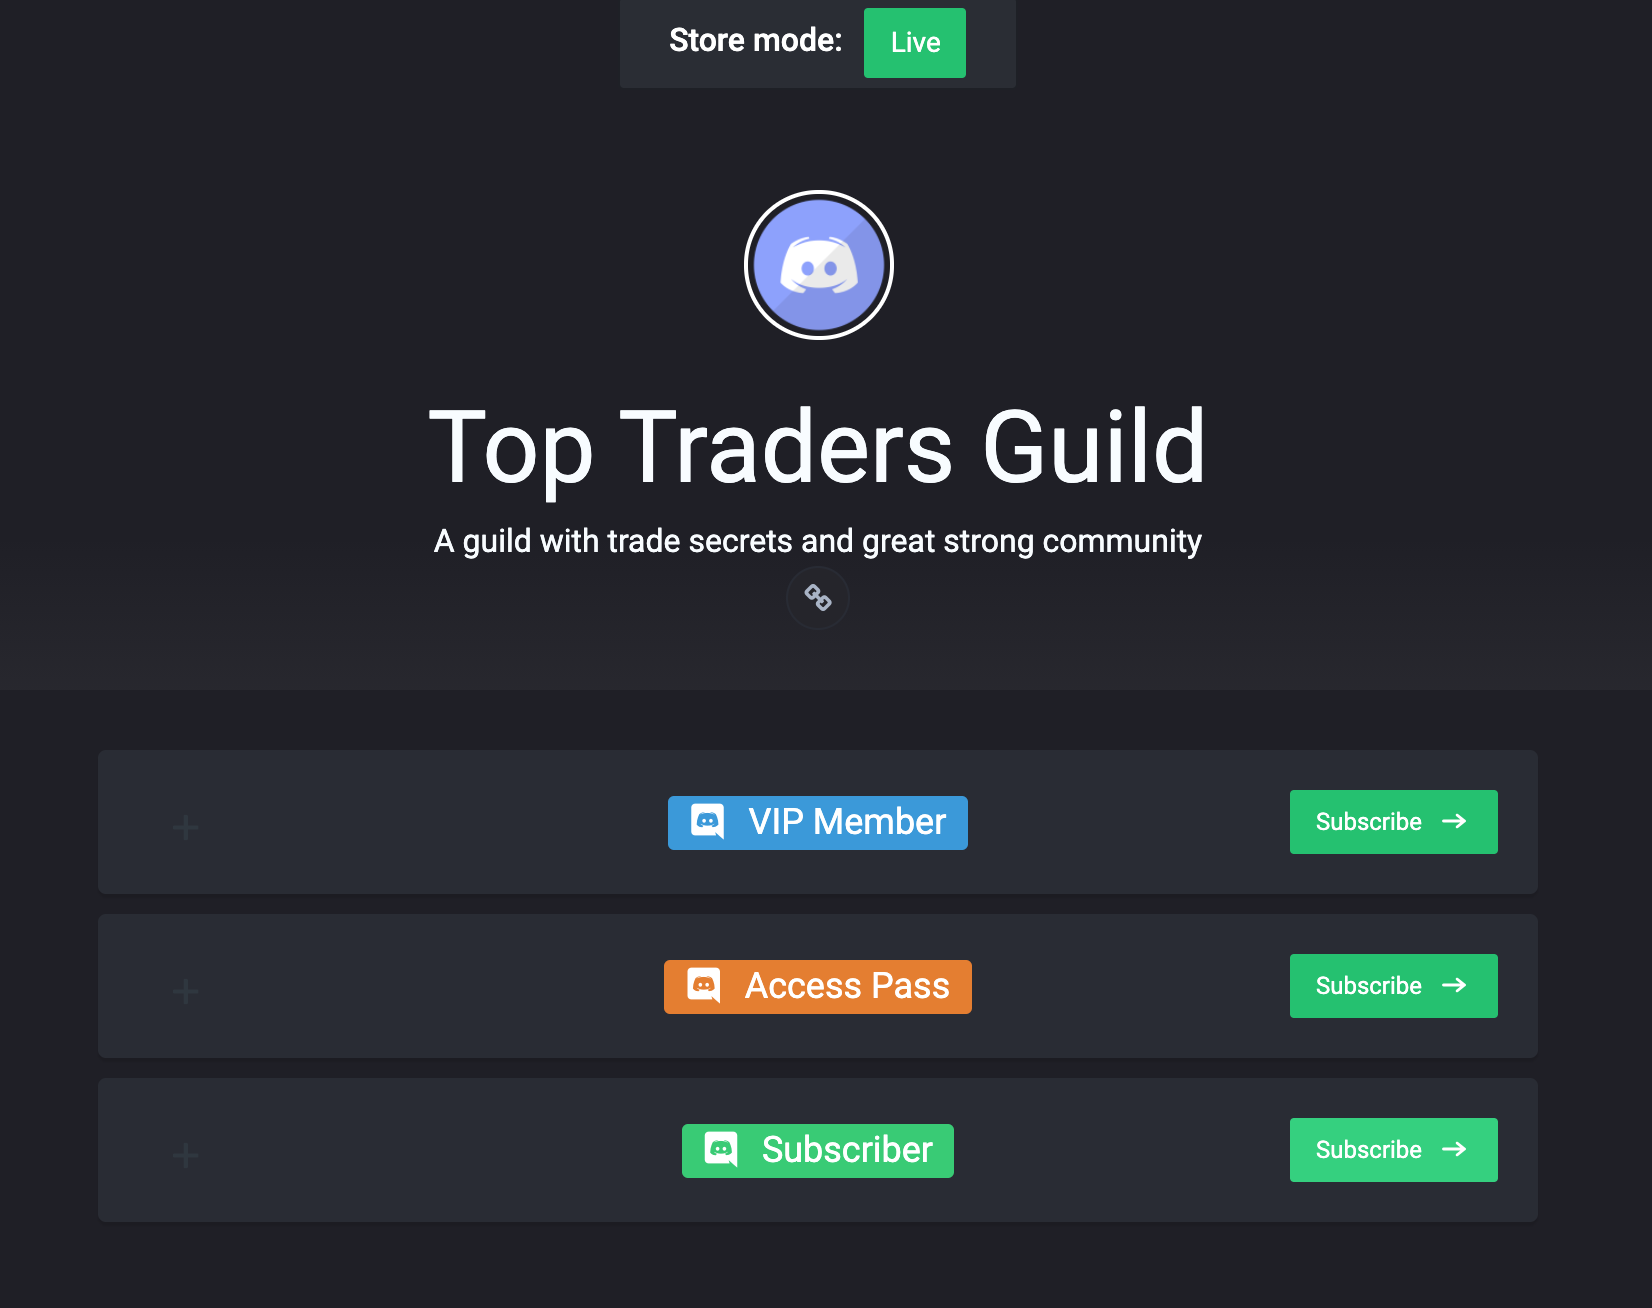 Store mode: Live
Top Traders Guild
A guild with trade secrets and great strong community
VIP Member
Subscribe
Access Pass
Subscribe
Subscriber
Subscribe